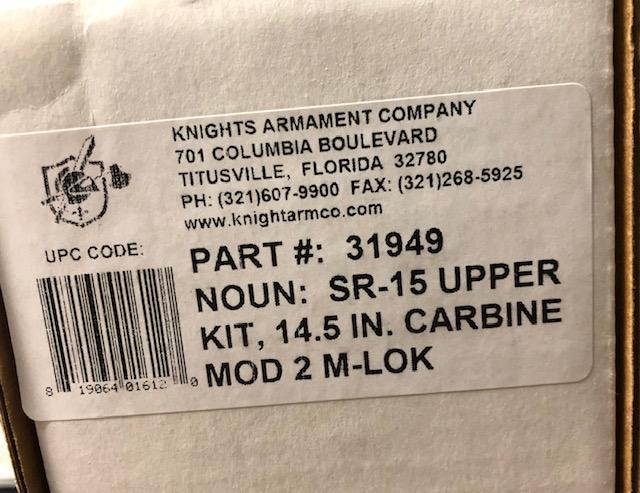 KNIGHTS ARMAMENT COMPANY
701 COLUMBIA BOULEVARD
TITUSVILLE, FLORIDA 32780
PH: (321)607-9900 FAX: (321)268-5925
www.knightarmco.com
UPC CODE:
PART #: 31949
NOUN: SR-15 UPPER
KIT, 14.5 IN. CARBINE
MOD 2 M-LOK
8 19064 01612 0